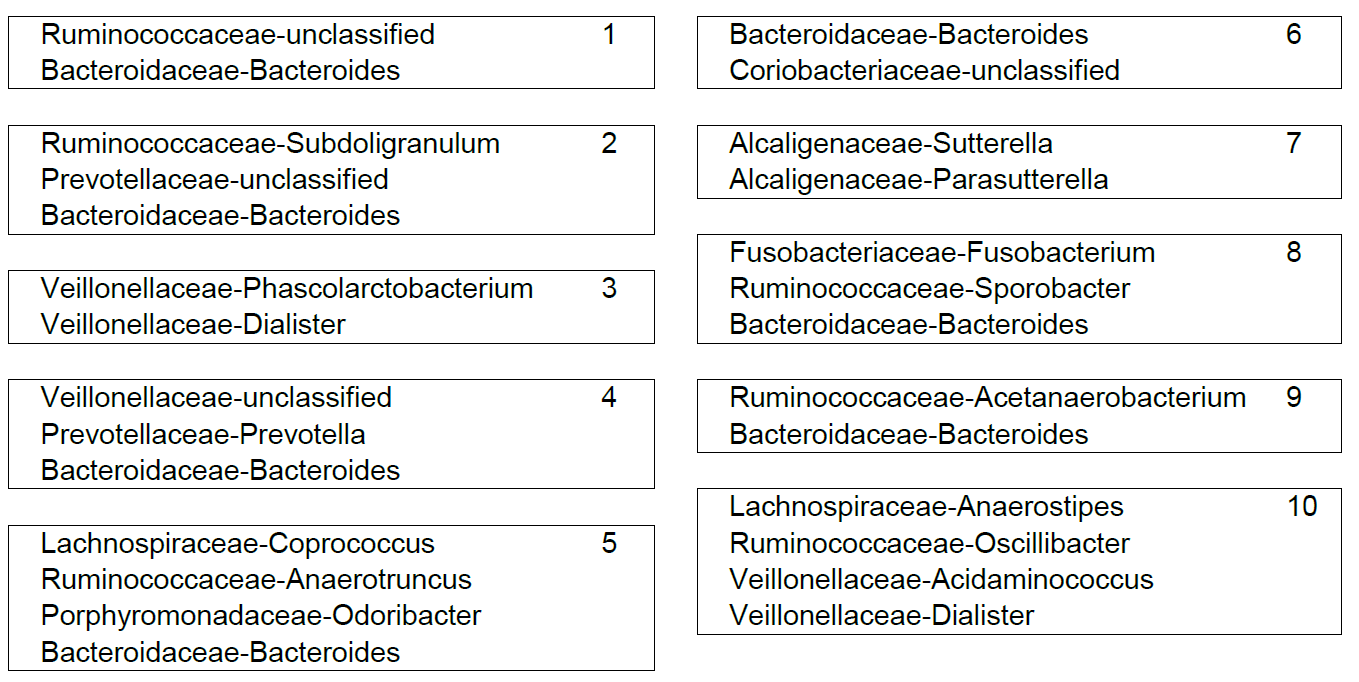 Ruminococcaceae-unclassified 1
Bacteroidaceae-Bacteroides
Ruminococcaceae-Subdoligranulum 2
Prevotellaceae-unclassified
Bacteroidaceae-Bacteroides
Veillonellaceae-Phascolarctobacterium 3
Veillonellaceae-Dialister
Veillonellaceae-unclassified 4
Prevotellaceae-Prevotella
Bacteroidaceae-Bacteroides
Lachnospiraceae-Coprococcus 5
Ruminococcaceae-Anaerotruncus
Porphyromonadaceae-Odoribacter
Bacteroidaceae-Bacteroides
Bacteroidaceae-Bacteroides 6
Coriobacteriaceae-unclassified
Alcaligenaceae-Sutterella 7
Alcaligenaceae-Parasutterella
Fusobacteriaceae-Fusobacterium 8
Ruminococcaceae-Sporobacter
Bacteroidaceae-Bacteroides
Ruminococcaceae-Acetanaerobacterium 9
Bacteroidaceae-Bacteroides
Lachnospiraceae-Anaerostipes 10
Ruminococcaceae-Oscillibacter
Veillonellaceae-Acidaminococcus
Veillonellaceae-Dialister